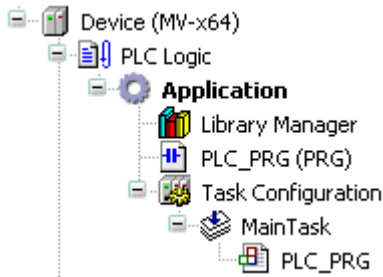 Device (MV-x64)
PLC Logic
Application
Library Manager
PLC_PRG (PRG)
Task Configuration
MainTask
PLC_PRG